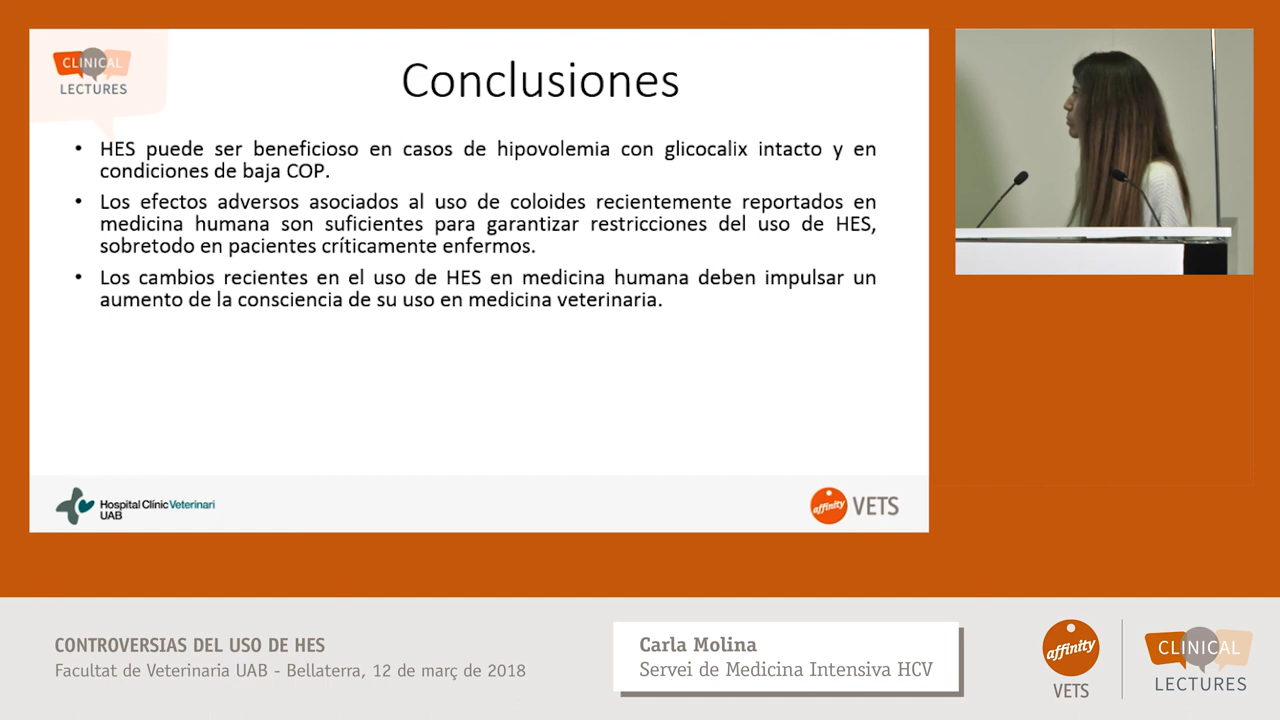 CLINICAL
LECTURES
Conclusiones
• HES puede ser beneficioso en casos de hipovolemia con glicocalix intacto y en
condiciones de baja COP.
• Los efectos adversos asociados al uso de coloides recientemente reportados en
medicina humana son suficientes para garantizar restricciones del uso de HES,
sobretodo en pacientes críticamente enfermos.
• Los cambios recientes en el uso de HES en medicina humana deben impulsar un
aumento de la consciencia de su uso en medicina veterinaria.
Hospital Clínic Veterinari
UAB
affinity VETS
CONTROVERSIAS DEL USO DE HES
Facultat de Veterinaria UAB - Bellaterra, 12 de març de 2018
Carla Molina
Servei de Medicina Intensiva HCV
affinity
VETS
CLINICAL
LECTURES